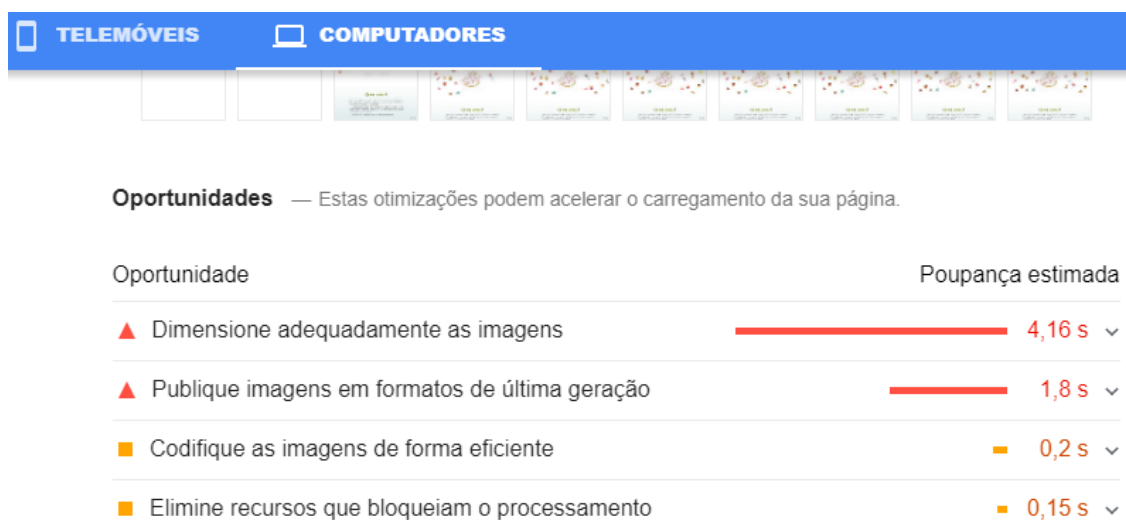 TELEMÓVEIS COMPUTADORES
Oportunidades — Estas otimizações podem acelerar o carregamento da sua página.
Oportunidade Poupança estimada
Dimensione adequadamente as imagens 4,16 s
Publique imagens em formatos de última geração 1,8 s
Codifique as imagens de forma eficiente 0,2 s
Elimine recursos que bloqueiam o processamento 0,15 s